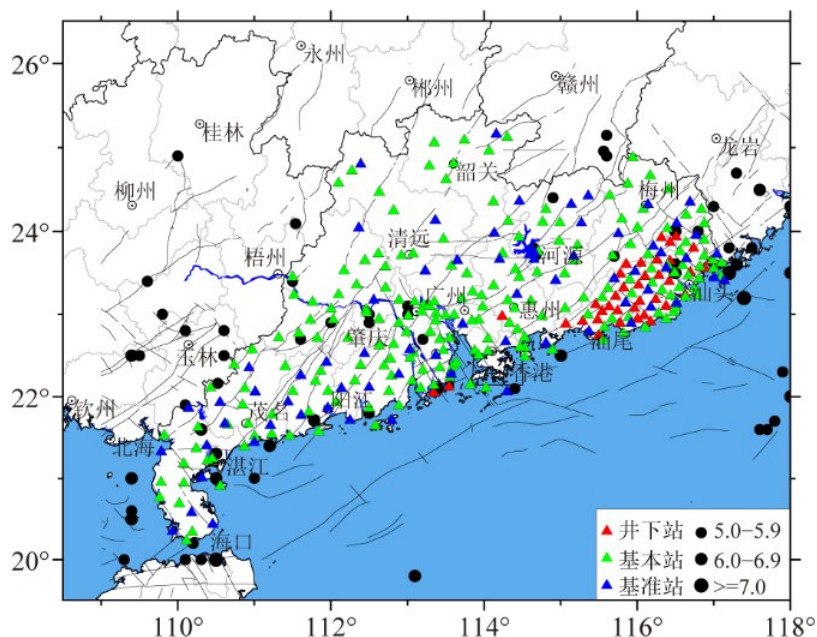 26°
永州
郴州
赣州
桂林
龙岩
韶关
柳州
梅州
24°
清远
梧州
河源
汕头
广州
惠州
肇庆
玉林
汕尾
22°
香港
钦州
茂名
阳江
北海
湛江
海口
20°
井下站
5.0-5.9
基本站
6.0-6.9
基准站
>=7.0
110°
112°
114°
116°
118°